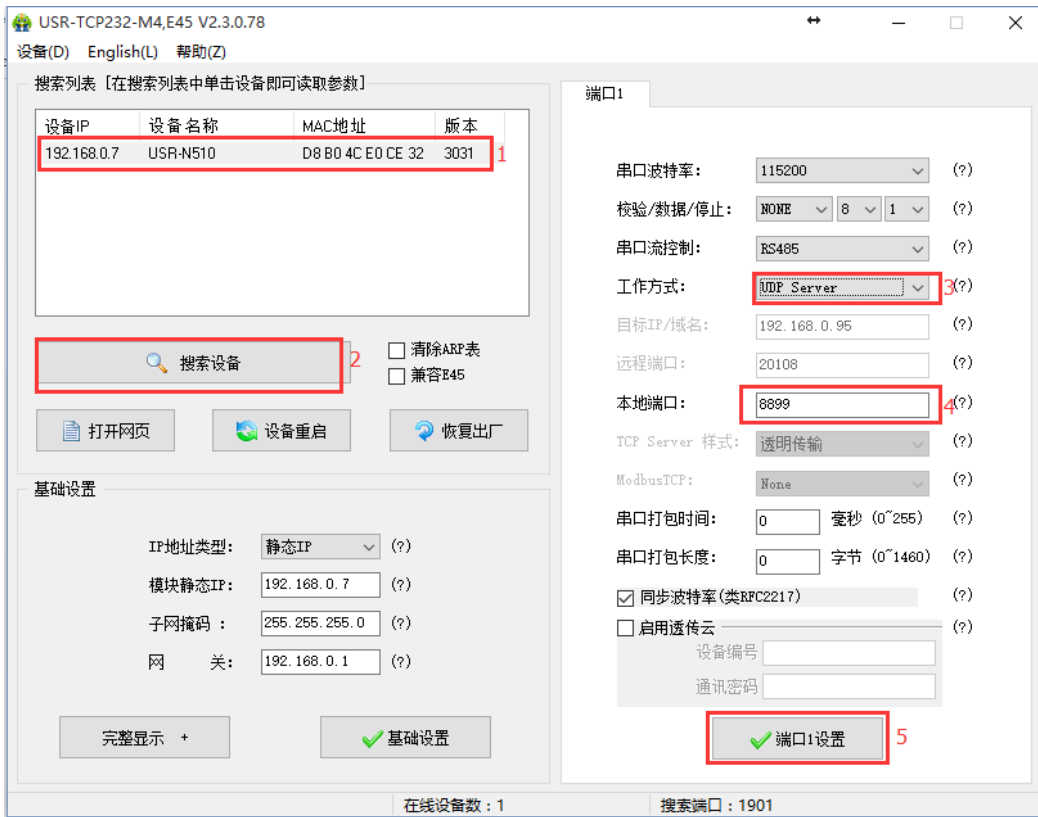 USR-TCP232-M4,E45 V2.3.0.78
设备(D) English(L) 帮助(Z)
搜索列表 [在搜索列表中单击设备即可读取参数]
设备IP 设备名称 MAC地址 版本
192.168.0.7 USR-N510 D8 B0 4C E0 CE 32 3031 1
搜索设备 2
清除ARP表
兼容E45
打开网页 设备重启 恢复出厂
基础设置
IP地址类型: 静态IP (?)
模块静态IP: 192.168.0.7 (?)
子网掩码 : 255.255.255.0 (?)
网 关: 192.168.0.1 (?)
完整显示 + 基础设置
端口1
串口波特率: 115200 (?)
校验/数据/停止: NONE 8 1 (?)
串口流控制: RS485 (?)
工作方式: UDP Server 3 (?)
目标IP/域名: 192.168.0.95 (?)
远程端口: 20108 (?)
本地端口: 8899 4 (?)
TCP Server 样式: 透明传输 (?)
ModbusTCP: None (?)
串口打包时间: 0 毫秒 (0~255) (?)
串口打包长度: 0 字节 (0~1460) (?)
同步波特率(类RFC2217) (?)
启用透传云 (?)
设备编号
通讯密码
端口1设置 5
在线设备数：1 搜索端口：1901